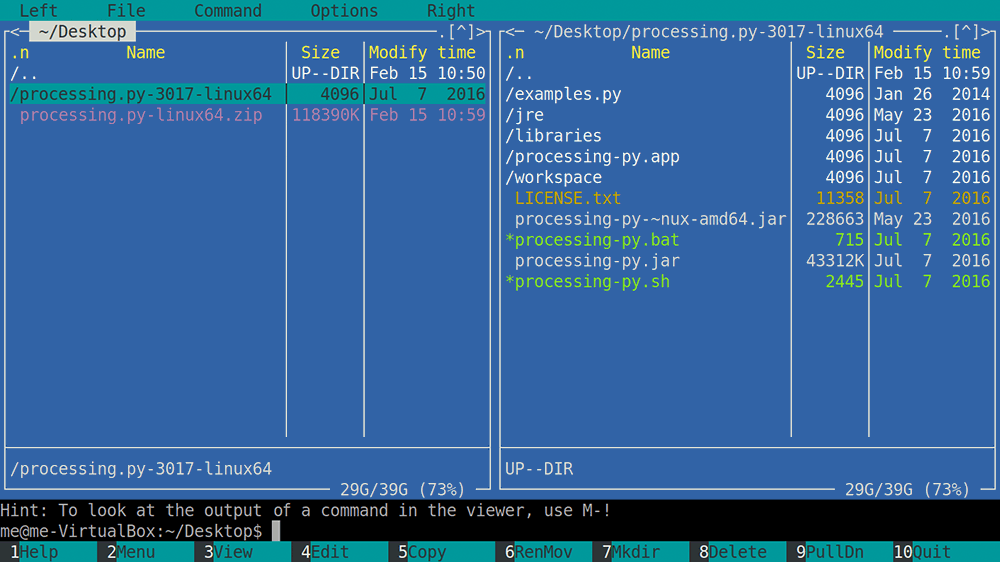 Left File Command Options Right
<─ ~/Desktop ─.[^]>
.n Name Size Modify time
/.. UP--DIR Feb 15 10:50
/processing.py-3017-linux64 4096 Jul 7 2016
processing.py-linux64.zip 118390K Feb 15 10:59
/processing.py-3017-linux64
29G/39G (73%)
<─ ~/Desktop/processing.py-3017-linux64 ─.[^]>
.n Name Size Modify time
/.. UP--DIR Feb 15 10:59
/examples.py 4096 Jan 26 2014
/jre 4096 May 23 2016
/libraries 4096 Jul 7 2016
/processing-py.app 4096 Jul 7 2016
/workspace 4096 Jul 7 2016
LICENSE.txt 11358 Jul 7 2016
processing-py-~nux-amd64.jar 228663 May 23 2016
*processing-py.bat 715 Jul 7 2016
processing-py.jar 43312K Jul 7 2016
*processing-py.sh 2445 Jul 7 2016
UP--DIR
29G/39G (73%)
Hint: To look at the output of a command in the viewer, use M-!
me@me-VirtualBox:~/Desktop$
1Help 2Menu 3View 4Edit 5Copy 6RenMov 7Mkdir 8Delete 9PullDn 10Quit